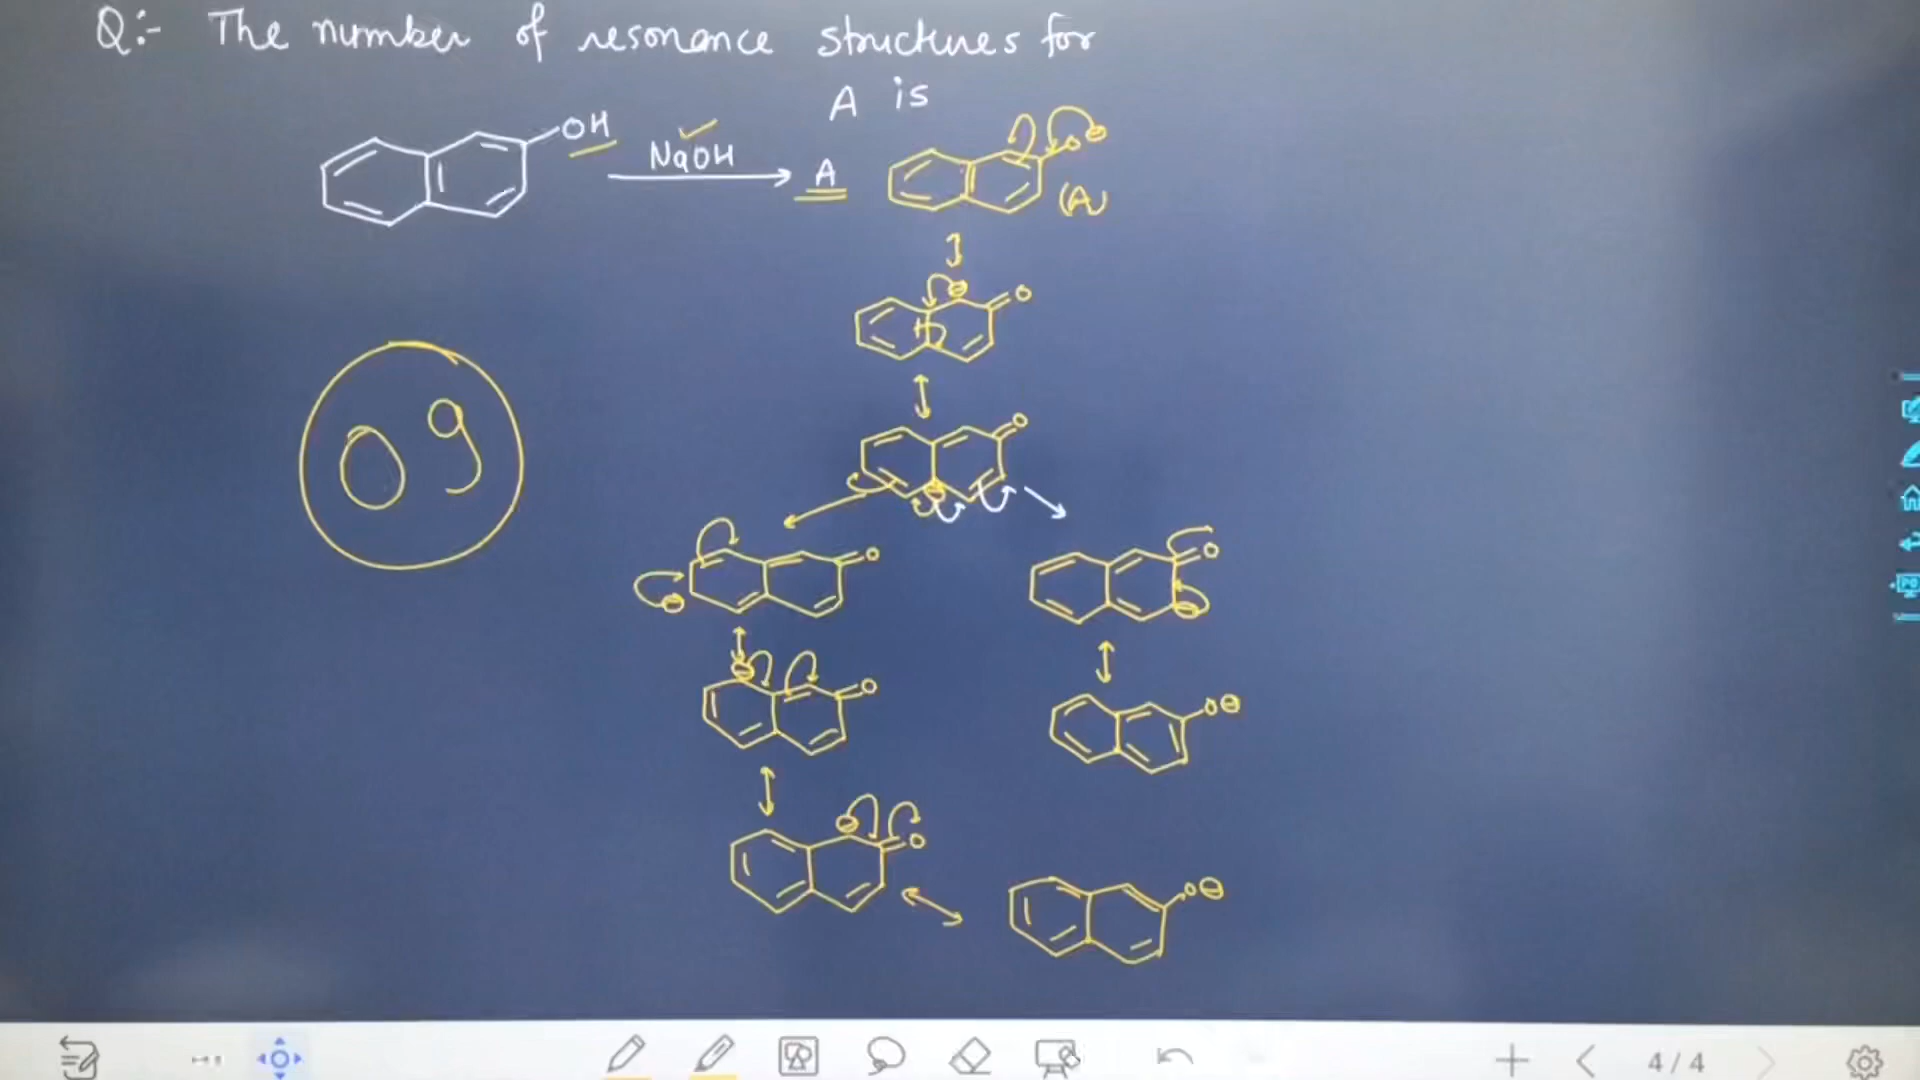 Q:- The number of resonance structures for
A is
OH
NaOH
A
O⊖
(A)
⊖
O
O
⊖
O
⊖
O
⊖
⊖
O
O⊖
⊖
O
O⊖
09
4/4